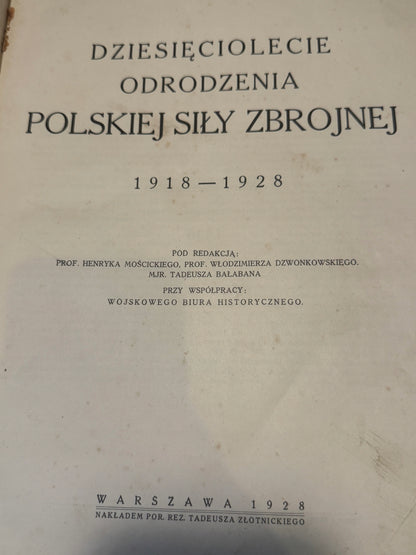 DZIESIĘCIOLECIE
ODRODZENIA
POLSKIEJ SIŁY ZBROJNEJ
1918 — 1928
POD REDAKCJĄ:
PROF. HENRYKA MOŚCICKIEGO, PROF. WŁODZIMIERZA DZWONKOWSKIEGO.
MJR. TADEUSZA BAŁABANA
PRZY WSPÓŁPRACY:
WOJSKOWEGO BIURA HISTORYCZNEGO.
WARSZAWA 1928
NAKŁADEM POR. REZ. TADEUSZA ZŁOTNICKIEGO